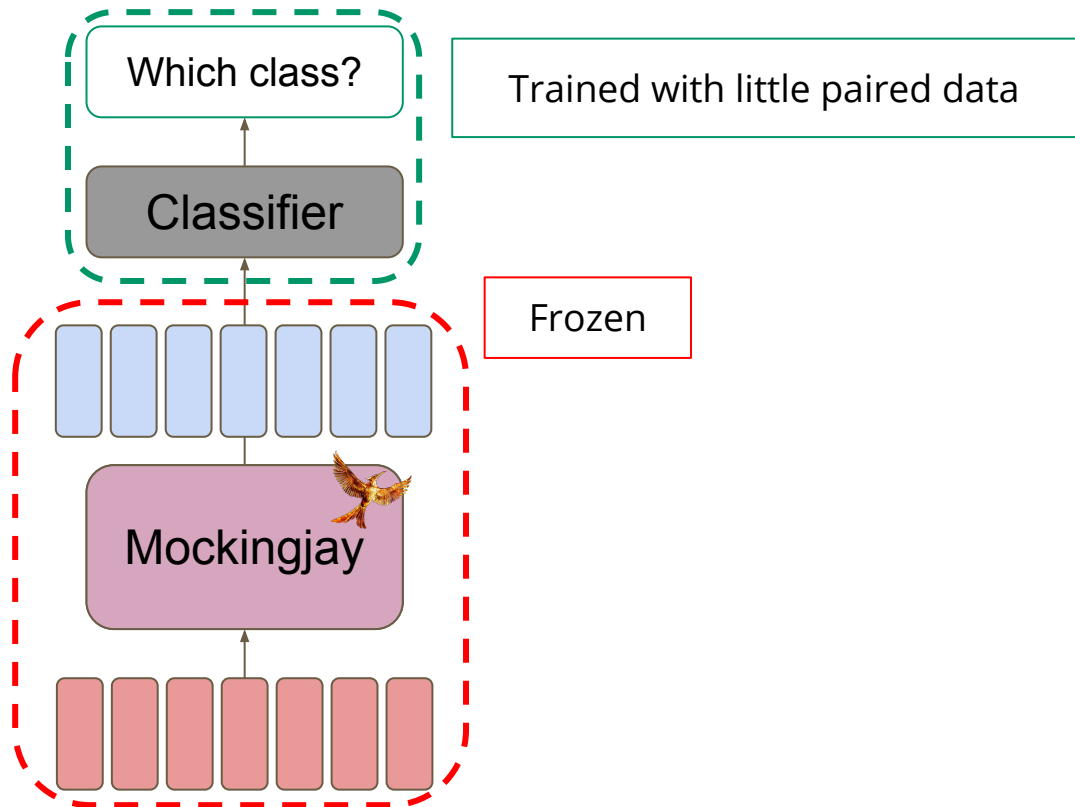 Which class?
Trained with little paired data
Classifier
Frozen
Mockingjay